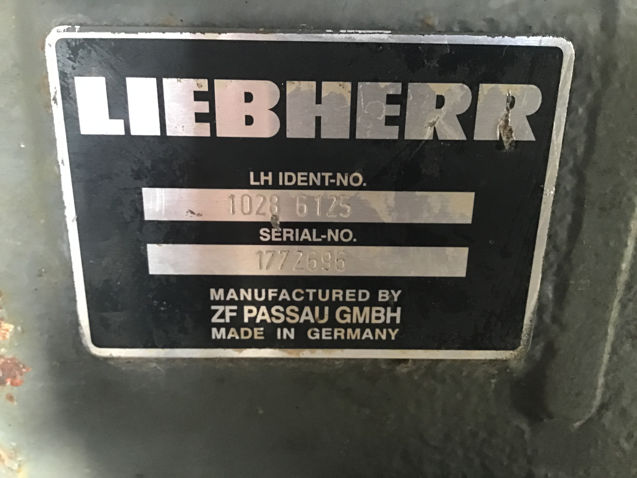 LIEBHERR
LH IDENT-NO.
1028 6125
SERIAL-NO.
1772696
MANUFACTURED BY
ZF PASSAU GMBH
MADE IN GERMANY